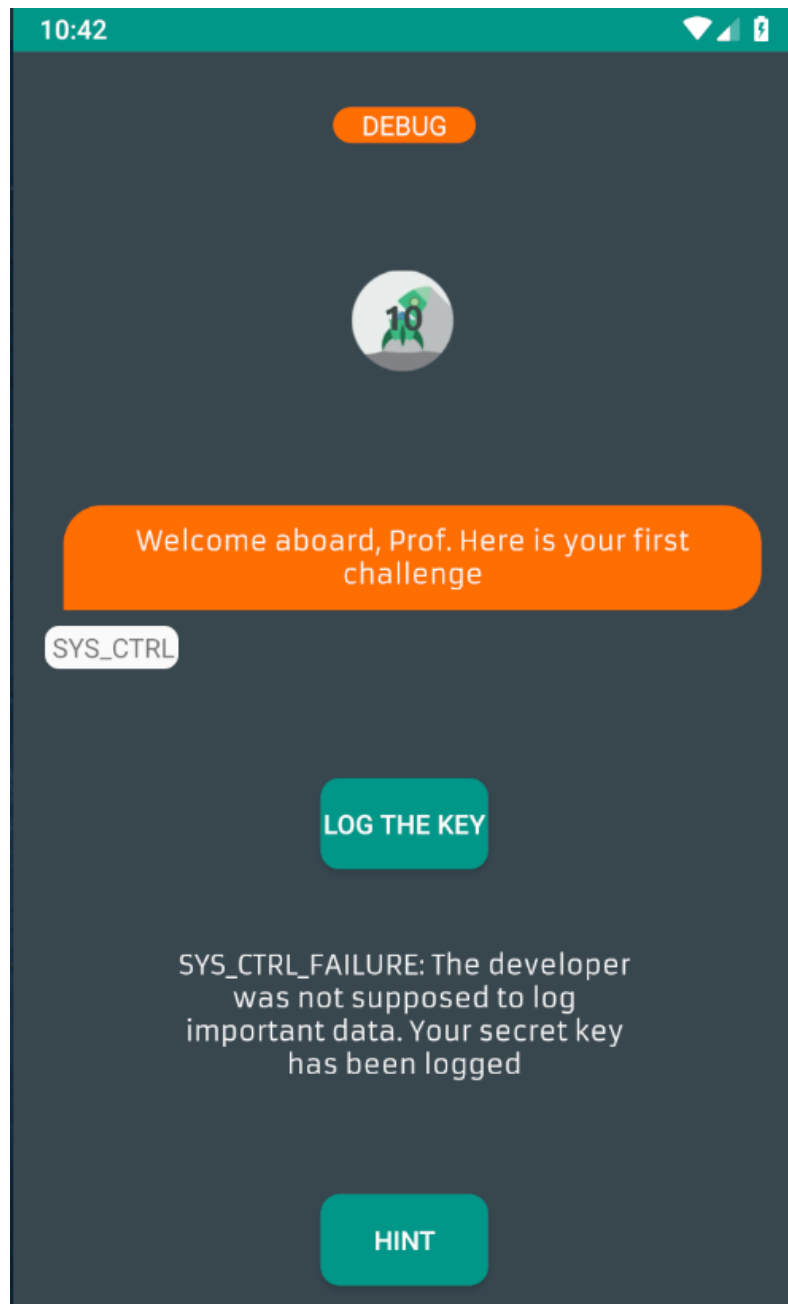 10:42
DEBUG
10
Welcome aboard, Prof. Here is your first
challenge
SYS_CTRL
LOG THE KEY
SYS_CTRL_FAILURE: The developer
was not supposed to log
important data. Your secret key
has been logged
HINT